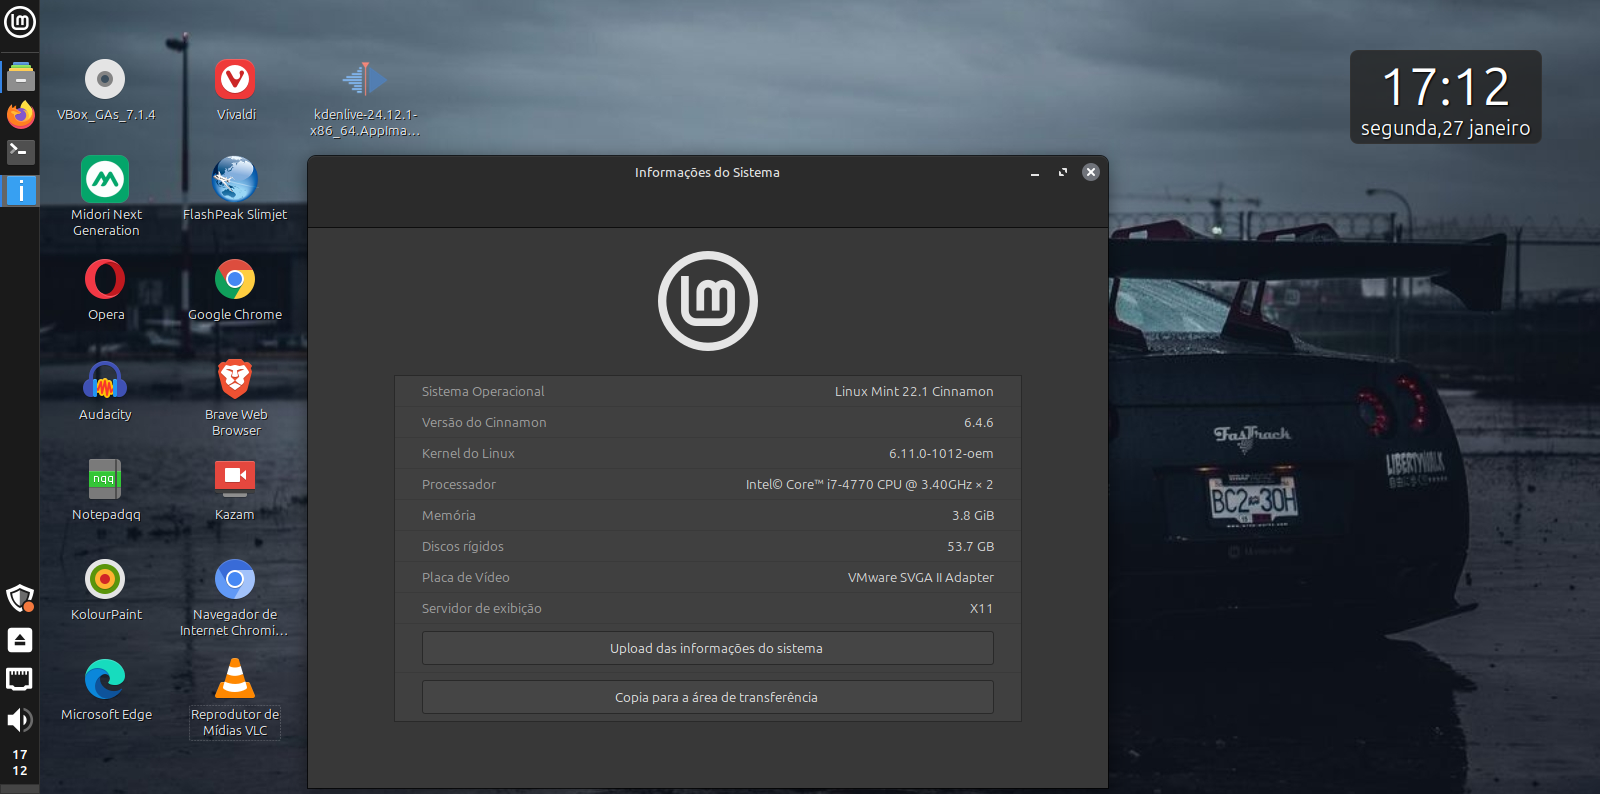 VBox_GAs_7.1.4
Vivaldi
kdenlive-24.12.1-
x86_64.AppIma...
17:12
segunda,27 janeiro
Midori Next
Generation
FlashPeak Slimjet
Opera
Google Chrome
Audacity
Brave Web
Browser
nqq
Notepadqq
Kazam
KolourPaint
Navegador de
Internet Chromi...
Microsoft Edge
Reprodutor de
Mídias VLC
17
12
Informações do Sistema
Sistema Operacional Linux Mint 22.1 Cinnamon
Versão do Cinnamon 6.4.6
Kernel do Linux 6.11.0-1012-oem
Processador Intel© Core™ i7-4770 CPU @ 3.40GHz × 2
Memória 3.8 GiB
Discos rígidos 53.7 GB
Placa de Vídeo VMware SVGA II Adapter
Servidor de exibição X11
Upload das informações do sistema
Copia para a área de transferência
FasTrack
LIBERTYWALK
BC2 30H